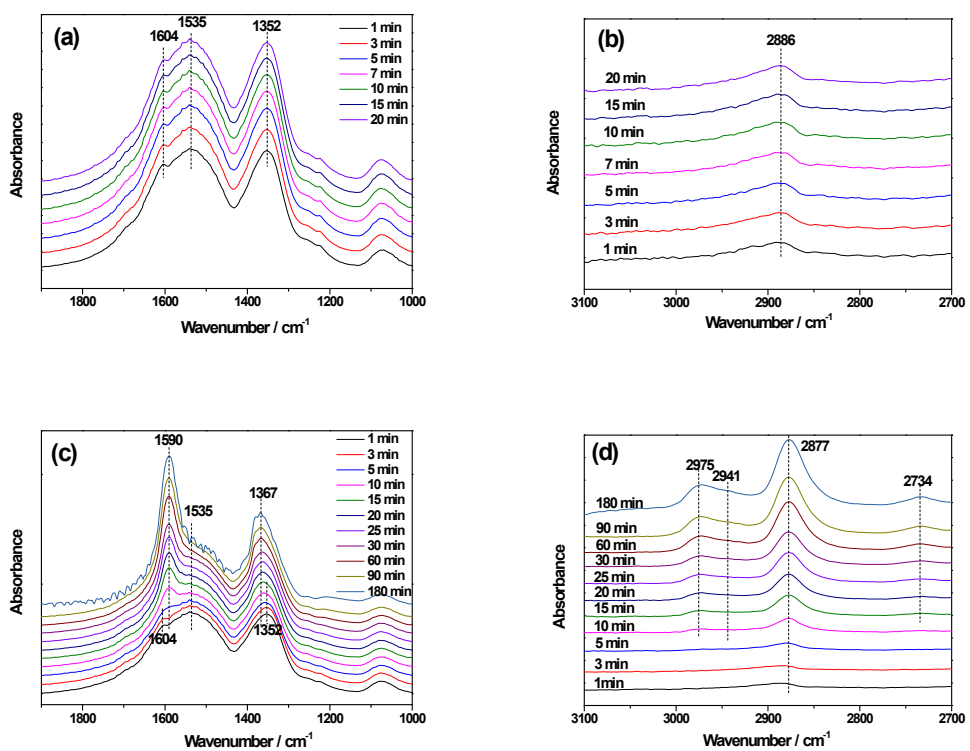 (a)
1604
1535
1352
1 min
3 min
5 min
7 min
10 min
15 min
20 min
Absorbance
1800
1600
1400
1200
1000
Wavenumber / cm⁻¹
(b)
2886
20 min
15 min
10 min
7 min
5 min
3 min
1 min
Absorbance
3100
3000
2900
2800
2700
Wavenumber / cm⁻¹
(c)
1590
1535
1367
1604
1352
1 min
3 min
5 min
10 min
15 min
20 min
25 min
30 min
60 min
90 min
180 min
Absorbance
1800
1600
1400
1200
1000
Wavenumber / cm⁻¹
(d)
2975
2941
2877
2734
180 min
90 min
60 min
30 min
25 min
20 min
15 min
10 min
5 min
3 min
1min
Absorbance
3100
3000
2900
2800
2700
Wavenumber / cm⁻¹